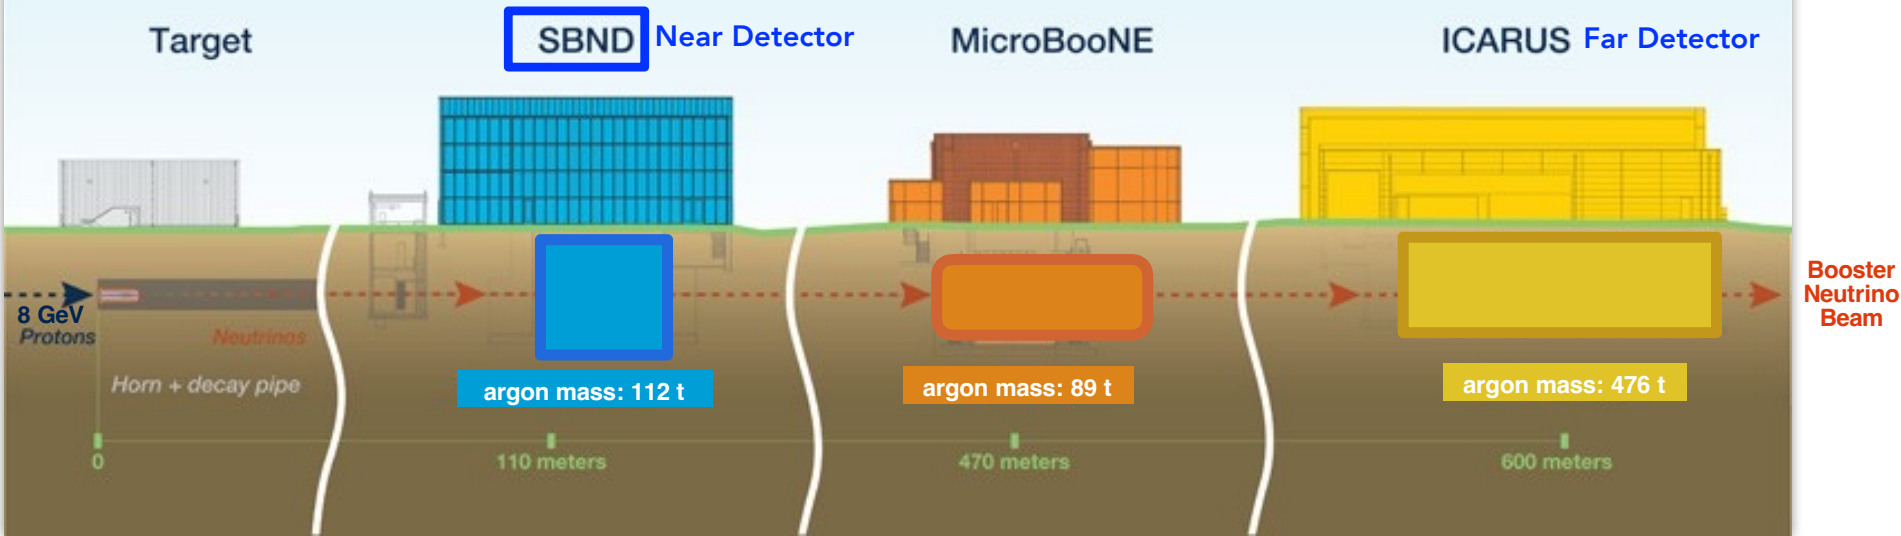 Target
SBND Near Detector
MicroBooNE
ICARUS Far Detector
8 GeV
Protons
Neutrinos
Horn + decay pipe
Booster
Neutrino
Beam
argon mass: 112 t
argon mass: 89 t
argon mass: 476 t
0
110 meters
470 meters
600 meters